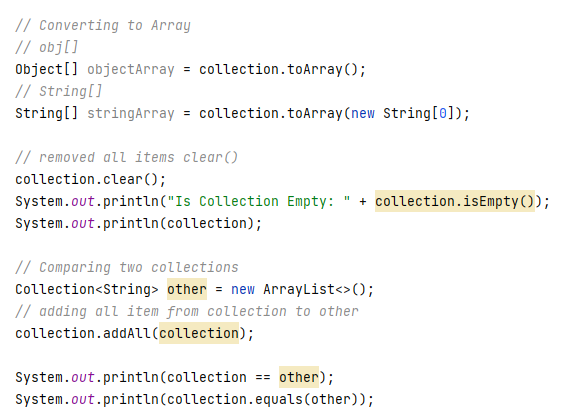 // Converting to Array
// obj[]
Object[] objectArray = collection.toArray();
// String[]
String[] stringArray = collection.toArray(new String[0]);
// removed all items clear()
collection.clear();
System.out.println("Is Collection Empty: " + collection.isEmpty());
System.out.println(collection);
// Comparing two collections
Collection<String> other = new ArrayList<>();
// adding all item from collection to other
collection.addAll(collection);
System.out.println(collection == other);
System.out.println(collection.equals(other));